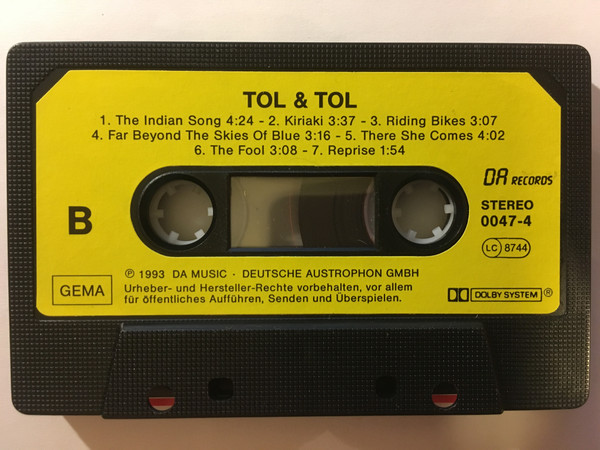 TOL & TOL
1. The Indian Song 4:24 - 2. Kiriaki 3:37 - 3. Riding Bikes 3:07
4. Far Beyond The Skies Of Blue 3:16 - 5. There She Comes 4:02
6. The Fool 3:08 - 7. Reprise 1:54
DA RECORDS
B
STEREO
0047-4
LC 8744
℗ 1993 DA MUSIC · DEUTSCHE AUSTROPHON GMBH
GEMA
Urheber- und Hersteller-Rechte vorbehalten, vor allem
für öffentliches Aufführen, Senden und Überspielen.
DOLBY SYSTEM ®